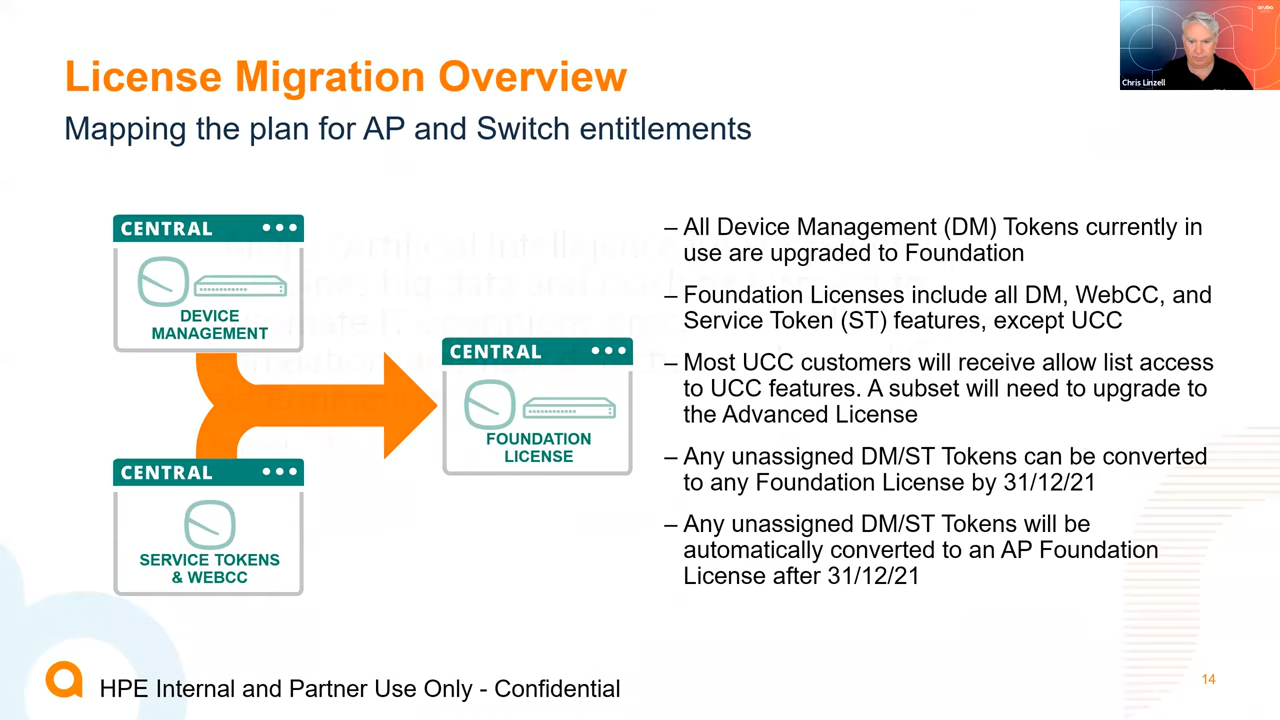 License Migration Overview
Mapping the plan for AP and Switch entitlements
aruba
Chris Linzell
CENTRAL
DEVICE
MANAGEMENT
CENTRAL
SERVICE TOKENS
& WEBCC
CENTRAL
FOUNDATION
LICENSE
– All Device Management (DM) Tokens currently in
use are upgraded to Foundation
– Foundation Licenses include all DM, WebCC, and
Service Token (ST) features, except UCC
– Most UCC customers will receive allow list access
to UCC features. A subset will need to upgrade to
the Advanced License
– Any unassigned DM/ST Tokens can be converted
to any Foundation License by 31/12/21
– Any unassigned DM/ST Tokens will be
automatically converted to an AP Foundation
License after 31/12/21
HPE Internal and Partner Use Only - Confidential
14